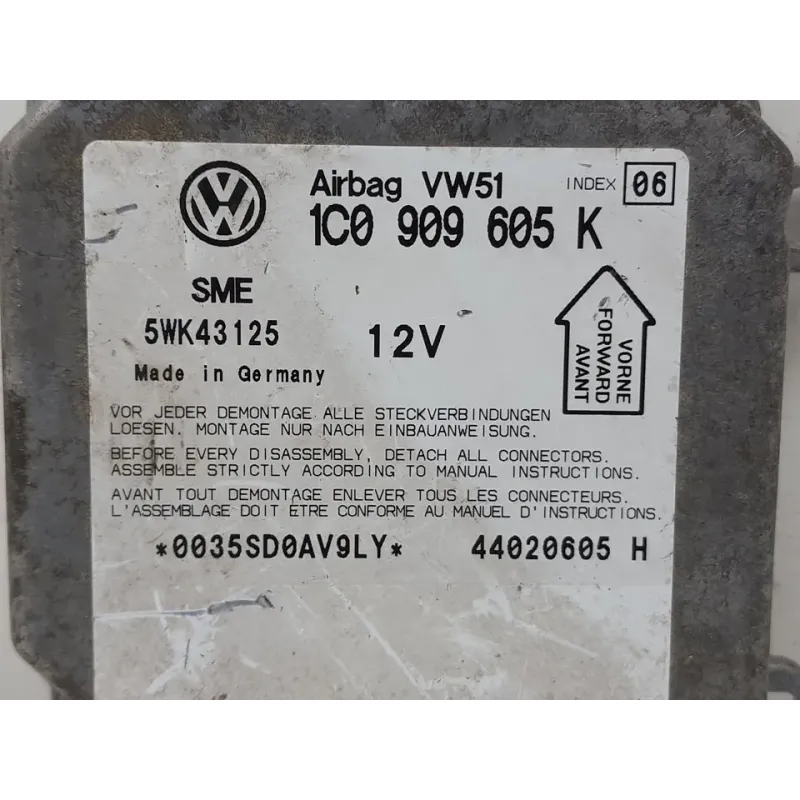 Airbag VW51 INDEX 06
1C0 909 605 K
SME
5WK43125 12V
Made in Germany
VORNE
FORWARD
AVANT
VOR JEDER DEMONTAGE ALLE STECKVERBINDUNGEN
LOESEN. MONTAGE NUR NACH EINBAUANWEISUNG.
BEFORE EVERY DISASSEMBLY, DETACH ALL CONNECTORS.
ASSEMBLE STRICTLY ACCORDING TO MANUAL INSTRUCTIONS.
AVANT TOUT DEMONTAGE ENLEVER TOUS LES CONNECTEURS.
L'ASSEMBLAGE DOIT ÊTRE CONFORME AU MANUEL D'INSTRUCTIONS.
*0035SD0AV9LY* 44020605 H